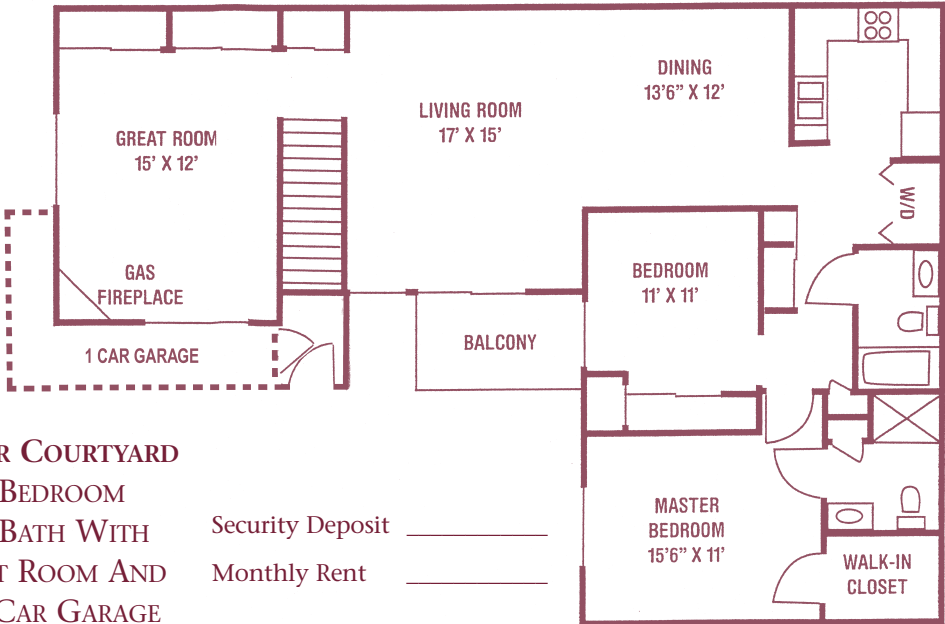 DINING
13'6" X 12'
LIVING ROOM
17' X 15'
GREAT ROOM
15' X 12'
W/D
GAS
FIREPLACE
BEDROOM
11' X 11'
BALCONY
1 CAR GARAGE
MASTER
BEDROOM
15'6" X 11'
WALK-IN
CLOSET
COURTYARD
BEDROOM
BATH WITH
ROOM AND
CAR GARAGE
Security Deposit
Monthly Rent